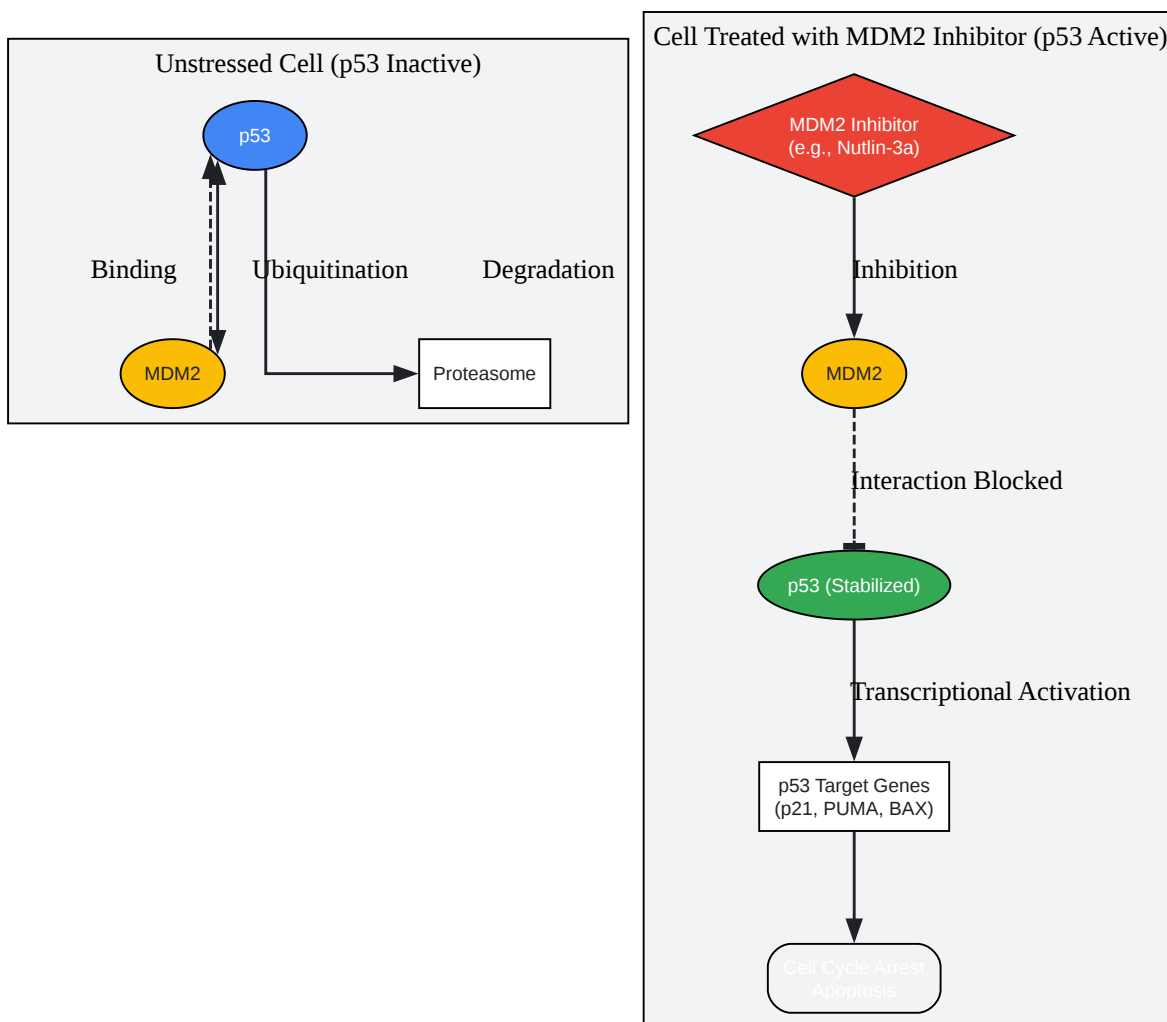 Unstressed Cell (p53 Inactive)
p53
Binding
Ubiquitination
Degradation
MDM2
Proteasome
Cell Treated with MDM2 Inhibitor (p53 Active)
MDM2 Inhibitor
(e.g., Nutlin-3a)
Inhibition
MDM2
Interaction Blocked
p53 (Stabilized)
Transcriptional Activation
p53 Target Genes
(p21, PUMA, BAX)
Cell Cycle Arrest
Apoptosis